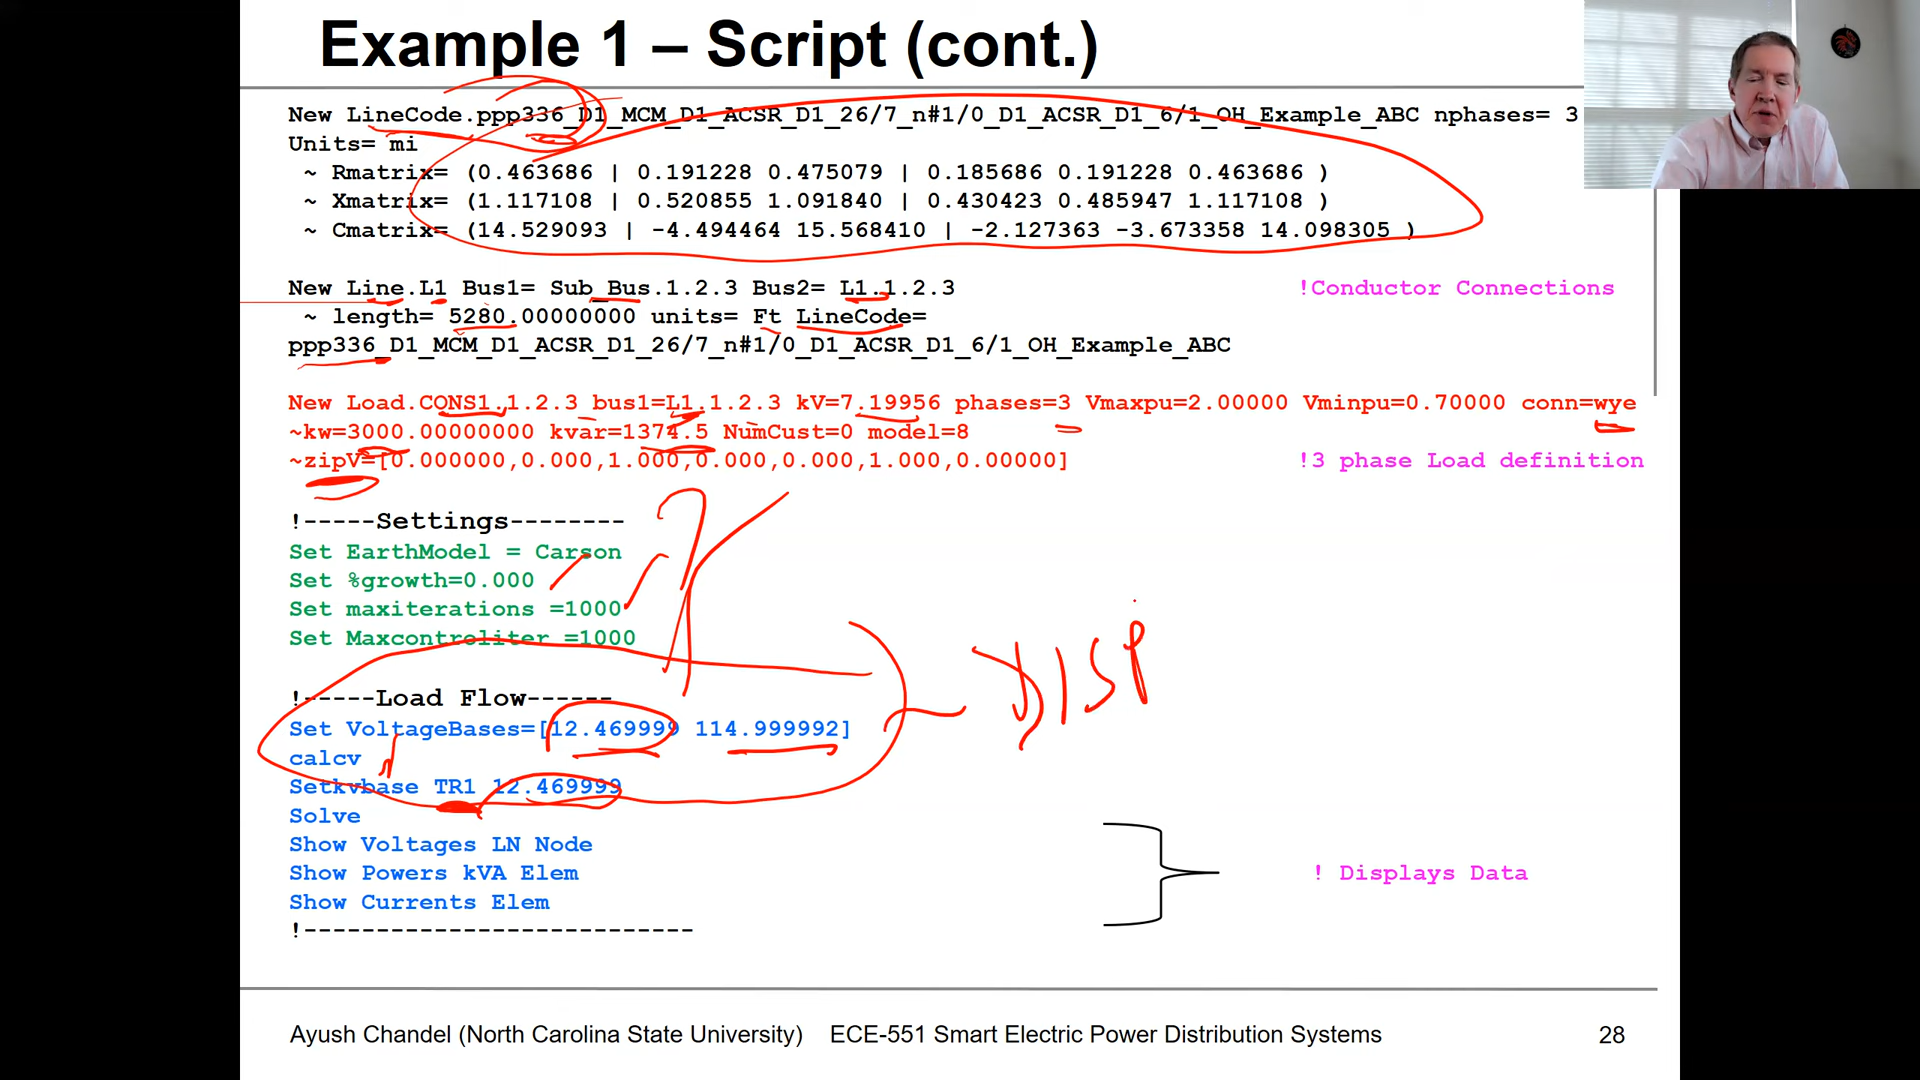 Example 1 – Script (cont.)
New LineCode.ppp336_D1_MCM_D1_ACSR_D1_26/7_n#1/0_D1_ACSR_D1_6/1_OH_Example_ABC nphases= 3
Units= mi
~ Rmatrix= (0.463686 | 0.191228 0.475079 | 0.185686 0.191228 0.463686 )
~ Xmatrix= (1.117108 | 0.520855 1.091840 | 0.430423 0.485947 1.117108 )
~ Cmatrix= (14.529093 | -4.494464 15.568410 | -2.127363 -3.673358 14.098305 )
New Line.L1 Bus1= Sub_Bus.1.2.3 Bus2= L1.1.2.3 !Conductor Connections
~ length= 5280.00000000 units= Ft LineCode=
ppp336_D1_MCM_D1_ACSR_D1_26/7_n#1/0_D1_ACSR_D1_6/1_OH_Example_ABC
New Load.CONS1.1.2.3 bus1=L1.1.2.3 kV=7.19956 phases=3 Vmaxpu=2.00000 Vminpu=0.70000 conn=wye
~kw=3000.00000000 kvar=1374.5 NumCust=0 model=8
~zipV=[0.000000,0.000,1.000,0.000,0.000,1.000,0.00000] !3 phase Load definition
!-----Settings--------
Set EarthModel = Carson
Set %growth=0.000
Set maxiterations =1000
Set Maxcontroliter =1000
!-----Load Flow------
Set VoltageBases=[12.469999 114.999992]
calcv
Setkvbase TR1 12.469999
DISP
Solve
Show Voltages LN Node
Show Powers kVA Elem
Show Currents Elem
! Displays Data
!---------------------------
Ayush Chandel (North Carolina State University) ECE-551 Smart Electric Power Distribution Systems 28